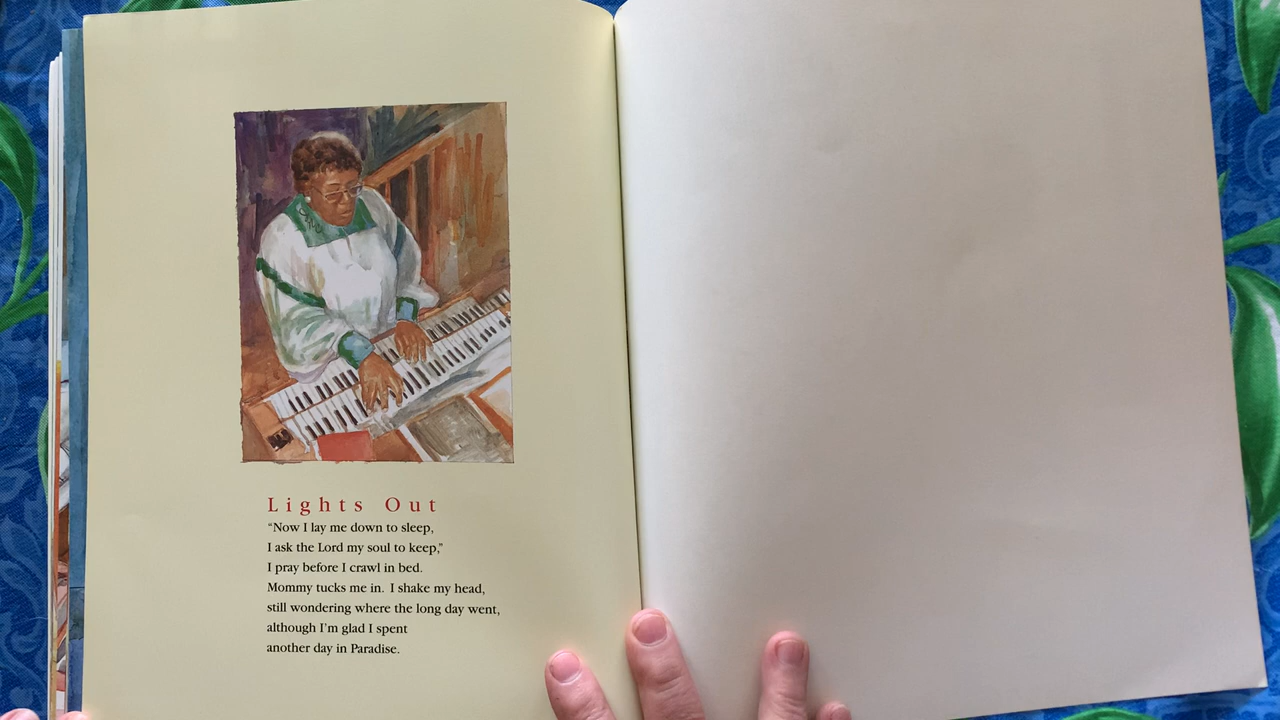 Lights Out
“Now I lay me down to sleep,
I ask the Lord my soul to keep,”
I pray before I crawl in bed.
Mommy tucks me in. I shake my head,
still wondering where the long day went,
although I’m glad I spent
another day in Paradise.